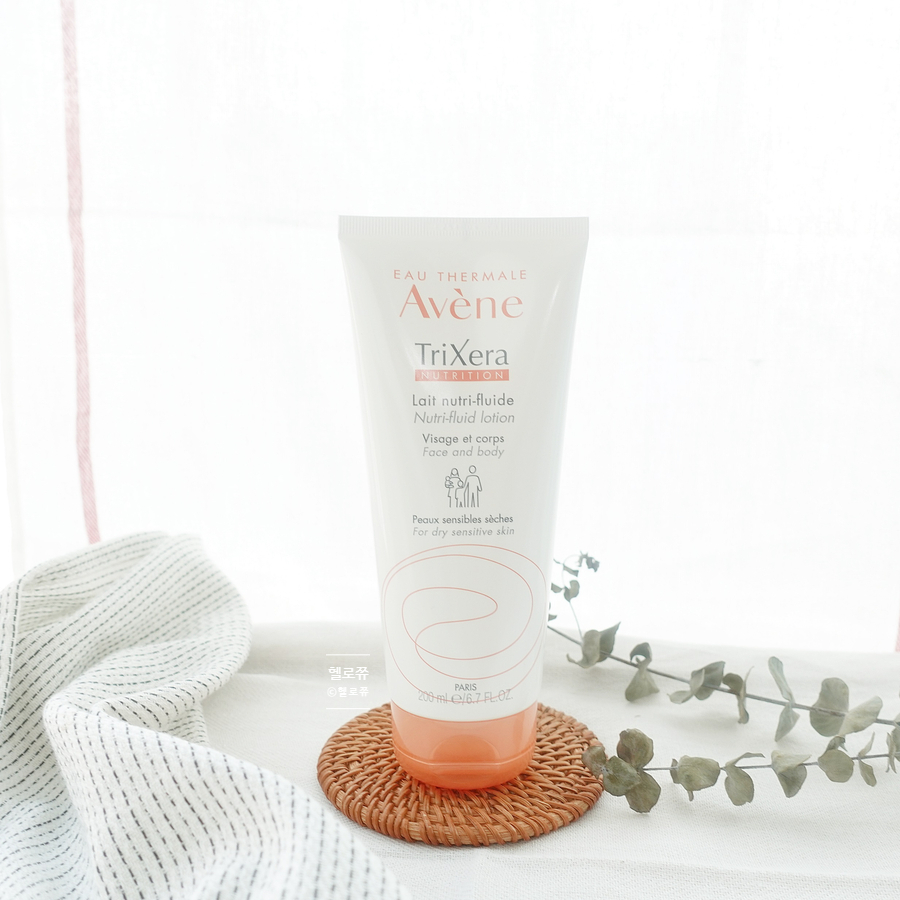 EAU THERMALE
Avène
TriXera
NUTRITION
Lait nutri-fluide
Nutri-fluid lotion
Visage et corps
Face and body
Peaux sensibles sèches
For dry sensitive skin
PARIS
200 ml ℮/6.7 FL.OZ.
헬로쮸
©헬로쮸